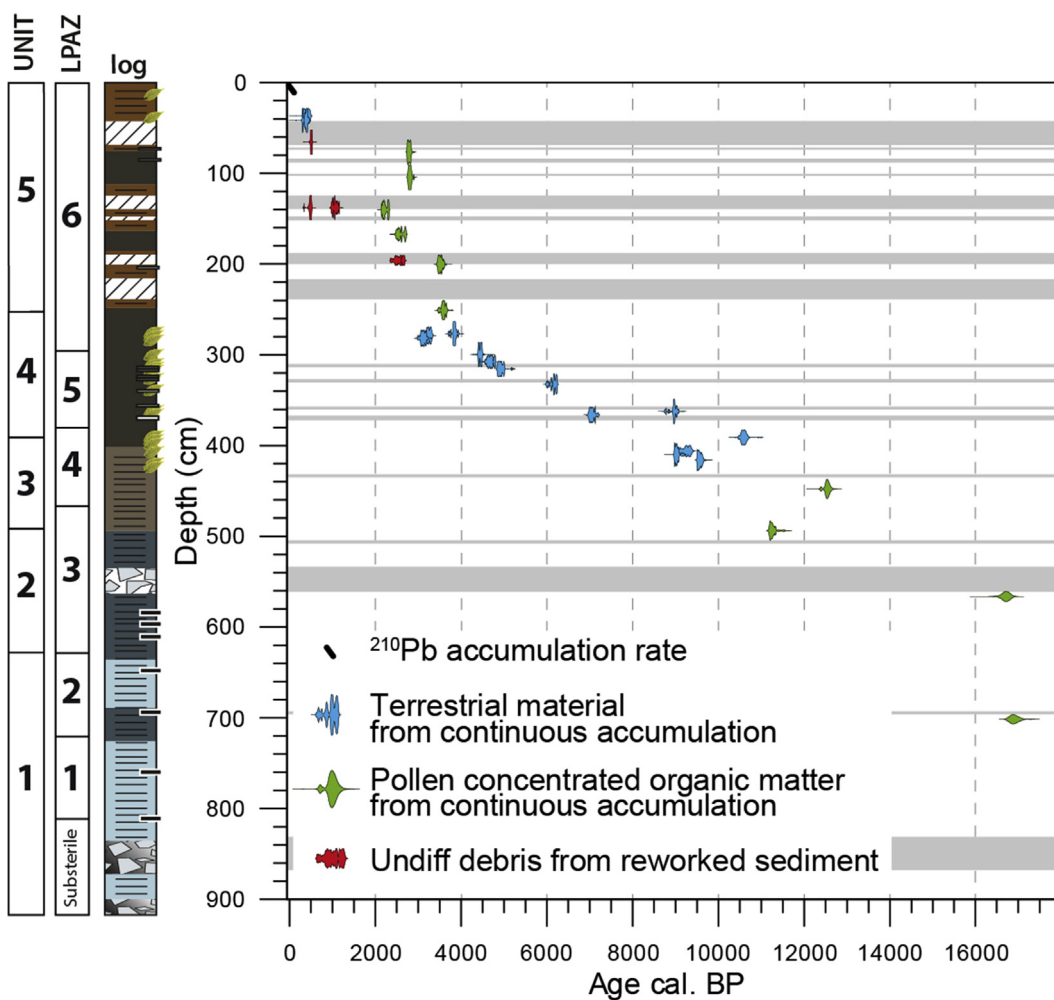 UNIT
LPAZ
log
5
4
3
2
1
6
5
4
3
2
1
Substerile
Depth (cm)
0
100
200
300
400
500
600
700
800
900
210Pb accumulation rate
Terrestrial material
from continuous accumulation
Pollen concentrated organic matter
from continuous accumulation
Undiff debris from reworked sediment
0 2000 4000 6000 8000 10000 12000 14000 16000
Age cal. BP